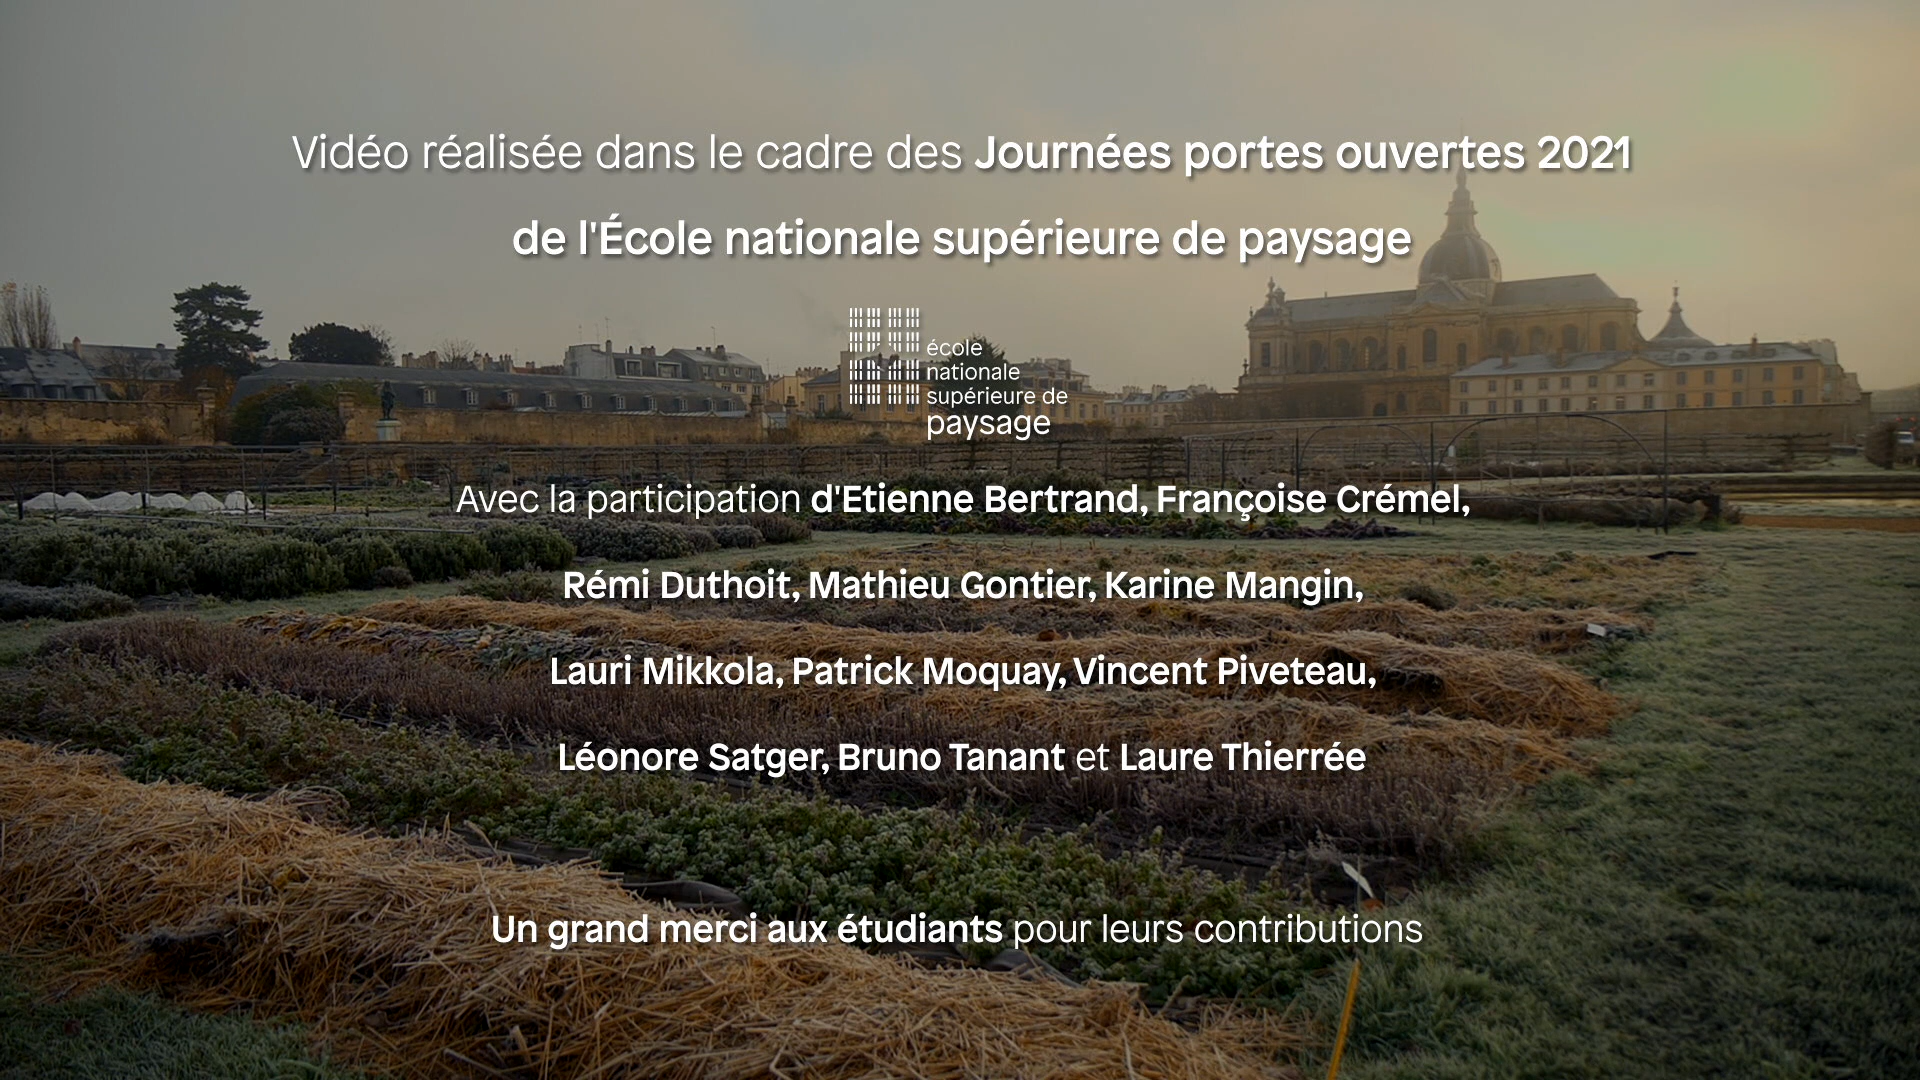 Vidéo réalisée dans le cadre des Journées portes ouvertes 2021
de l'École nationale supérieure de paysage
école
nationale
supérieure de
paysage
Avec la participation d'Etienne Bertrand, Françoise Crémel,
Rémi Duthoit, Mathieu Gontier, Karine Mangin,
Lauri Mikkola, Patrick Moquay, Vincent Piveteau,
Léonore Satger, Bruno Tanant et Laure Thierrée
Un grand merci aux étudiants pour leurs contributions